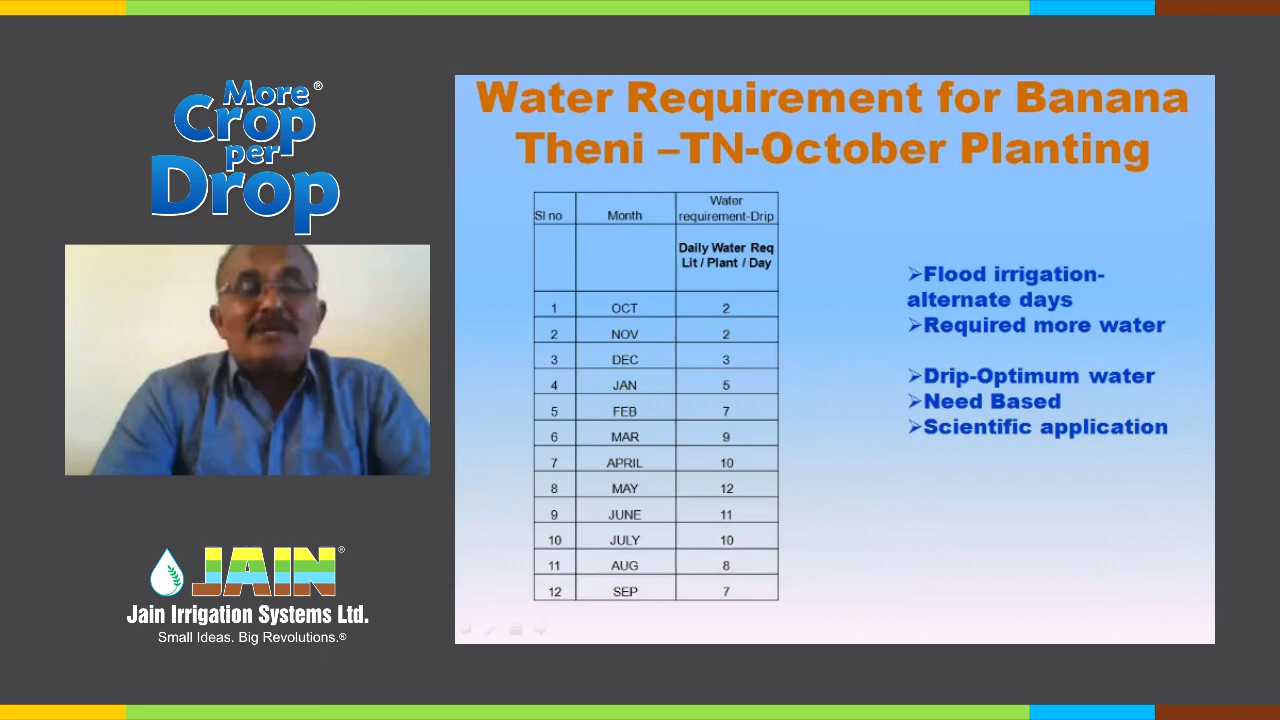 More®
Crop
per
Drop
JAIN®
Jain Irrigation Systems Ltd.
Small Ideas. Big Revolutions.®
Water Requirement for Banana
Theni –TN-October Planting
Sl no Month Water requirement-Drip
Daily Water Req
Lit / Plant / Day
1 OCT 2
2 NOV 2
3 DEC 3
4 JAN 5
5 FEB 7
6 MAR 9
7 APRIL 10
8 MAY 12
9 JUNE 11
10 JULY 10
11 AUG 8
12 SEP 7
➢Flood irrigation-
alternate days
➢Required more water
➢Drip-Optimum water
➢Need Based
➢Scientific application